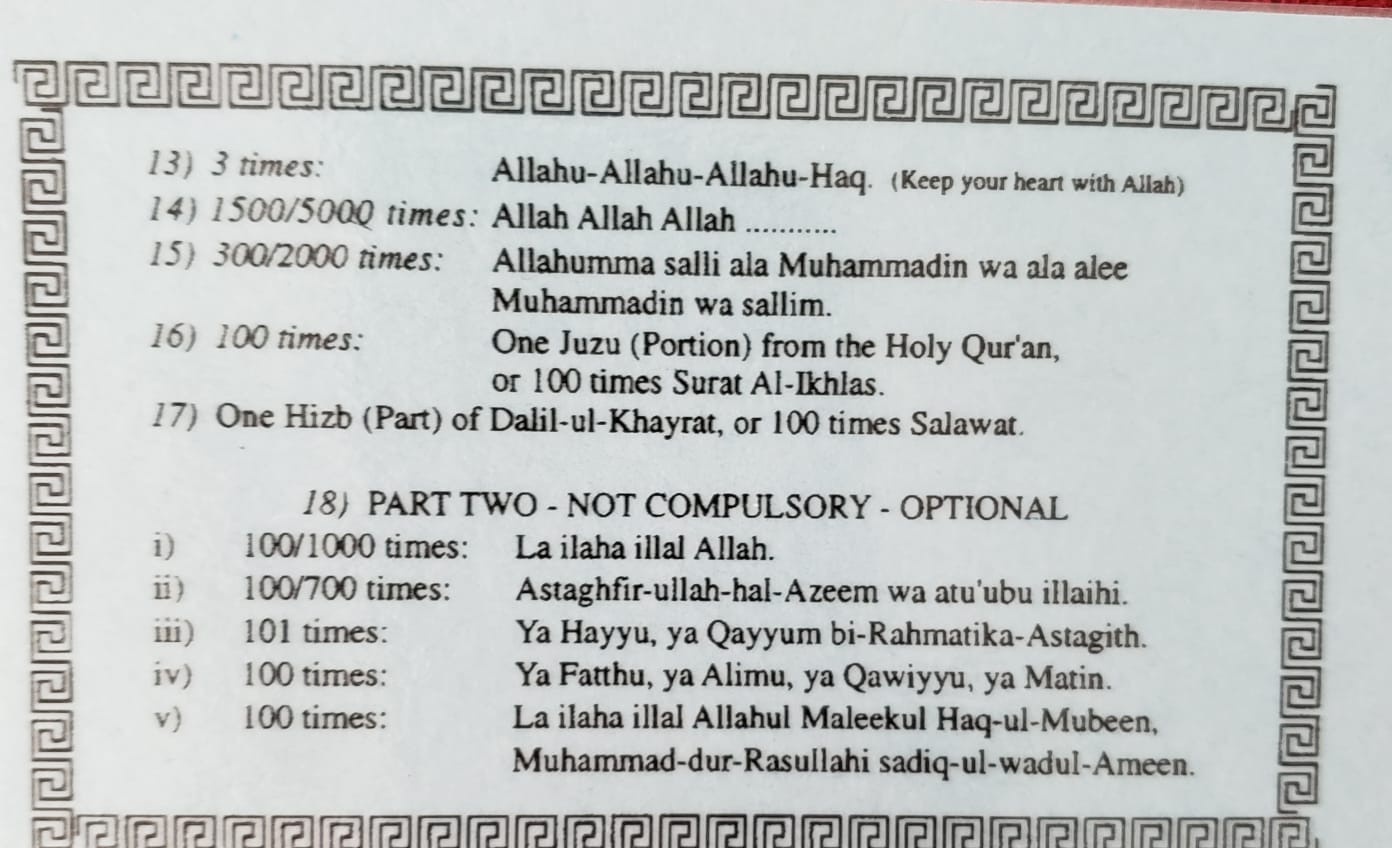 13) 3 times: Allahu-Allahu-Allahu-Haq. (Keep your heart with Allah)
14) 1500/5000 times: Allah Allah Allah ...........
15) 300/2000 times: Allahumma salli ala Muhammadin wa ala alee
Muhammadin wa sallim.
16) 100 times: One Juzu (Portion) from the Holy Qur'an,
or 100 times Surat Al-Ikhlas.
17) One Hizb (Part) of Dalil-ul-Khayrat, or 100 times Salawat.
18) PART TWO - NOT COMPULSORY - OPTIONAL
i) 100/1000 times: La ilaha illal Allah.
ii) 100/700 times: Astaghfir-ullah-hal-Azeem wa atu'ubu illaihi.
iii) 101 times: Ya Hayyu, ya Qayyum bi-Rahmatika-Astagith.
iv) 100 times: Ya Fatthu, ya Alimu, ya Qawiyyu, ya Matin.
v) 100 times: La ilaha illal Allahul Maleekul Haq-ul-Mubeen,
Muhammad-dur-Rasullahi sadiq-ul-wadul-Ameen.